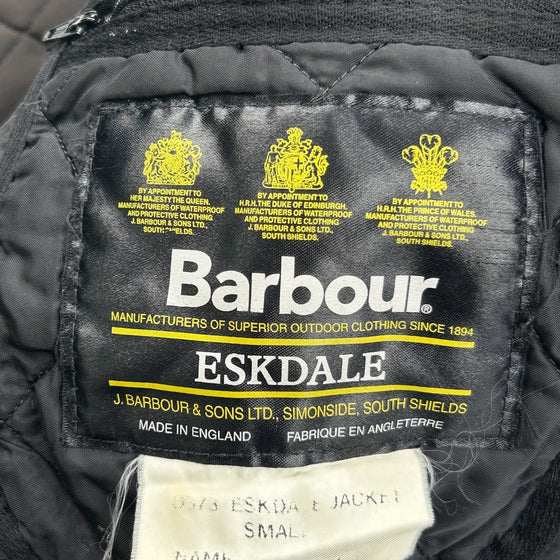 BY APPOINTMENT TO
HER MAJESTY THE QUEEN.
MANUFACTURERS OF WATERPROOF
AND PROTECTIVE CLOTHING
J. BARBOUR & SONS LTD.,
SOUTH SHIELDS.
BY APPOINTMENT TO
H.R.H. THE DUKE OF EDINBURGH.
MANUFACTURERS OF WATERPROOF
AND PROTECTIVE CLOTHING
J. BARBOUR & SONS LTD.,
SOUTH SHIELDS.
BY APPOINTMENT TO
H.R.H. THE PRINCE OF WALES.
MANUFACTURERS OF WATERPROOF
AND PROTECTIVE CLOTHING
J. BARBOUR & SONS LTD.,
SOUTH SHIELDS.
Barbour®
MANUFACTURERS OF SUPERIOR OUTDOOR CLOTHING SINCE 1894
ESKDALE
J. BARBOUR & SONS LTD., SIMONSIDE, SOUTH SHIELDS
MADE IN ENGLAND FABRIQUE EN ANGLETERRE
ESKDA E JACKET
SMALL
NAME